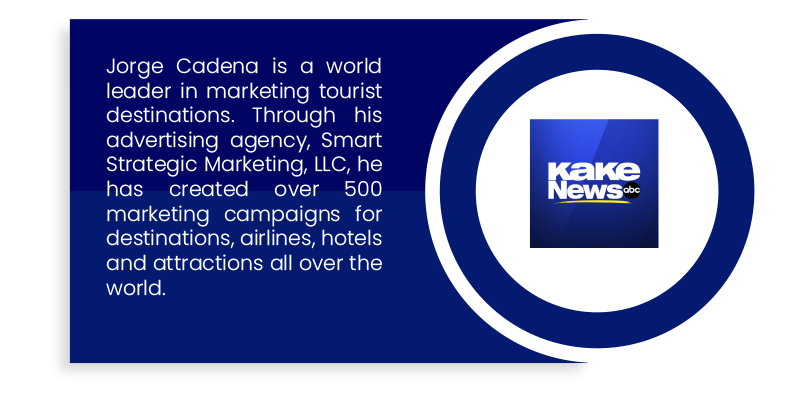 Jorge Cadena is a world
leader in marketing tourist
destinations. Through his
advertising agency, Smart
Strategic Marketing, LLC, he
has created over 500
marketing campaigns for
destinations, airlines, hotels
and attractions all over the
world.
KAKE
News abc